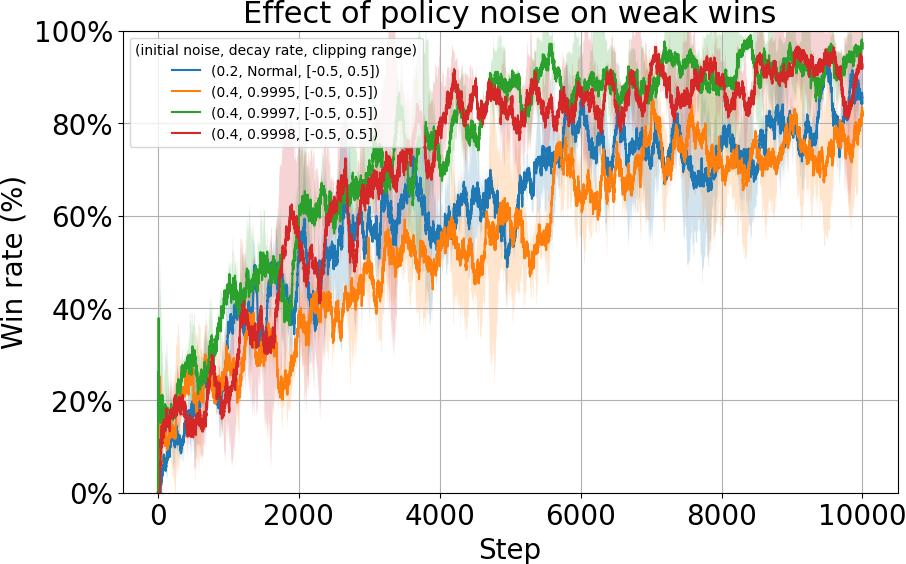 Effect of policy noise on weak wins
100%
80%
60%
40%
20%
0%
Win rate (%)
(initial noise, decay rate, clipping range)
(0.2, Normal, [-0.5, 0.5])
(0.4, 0.9995, [-0.5, 0.5])
(0.4, 0.9997, [-0.5, 0.5])
(0.4, 0.9998, [-0.5, 0.5])
0 2000 4000 6000 8000 10000
Step